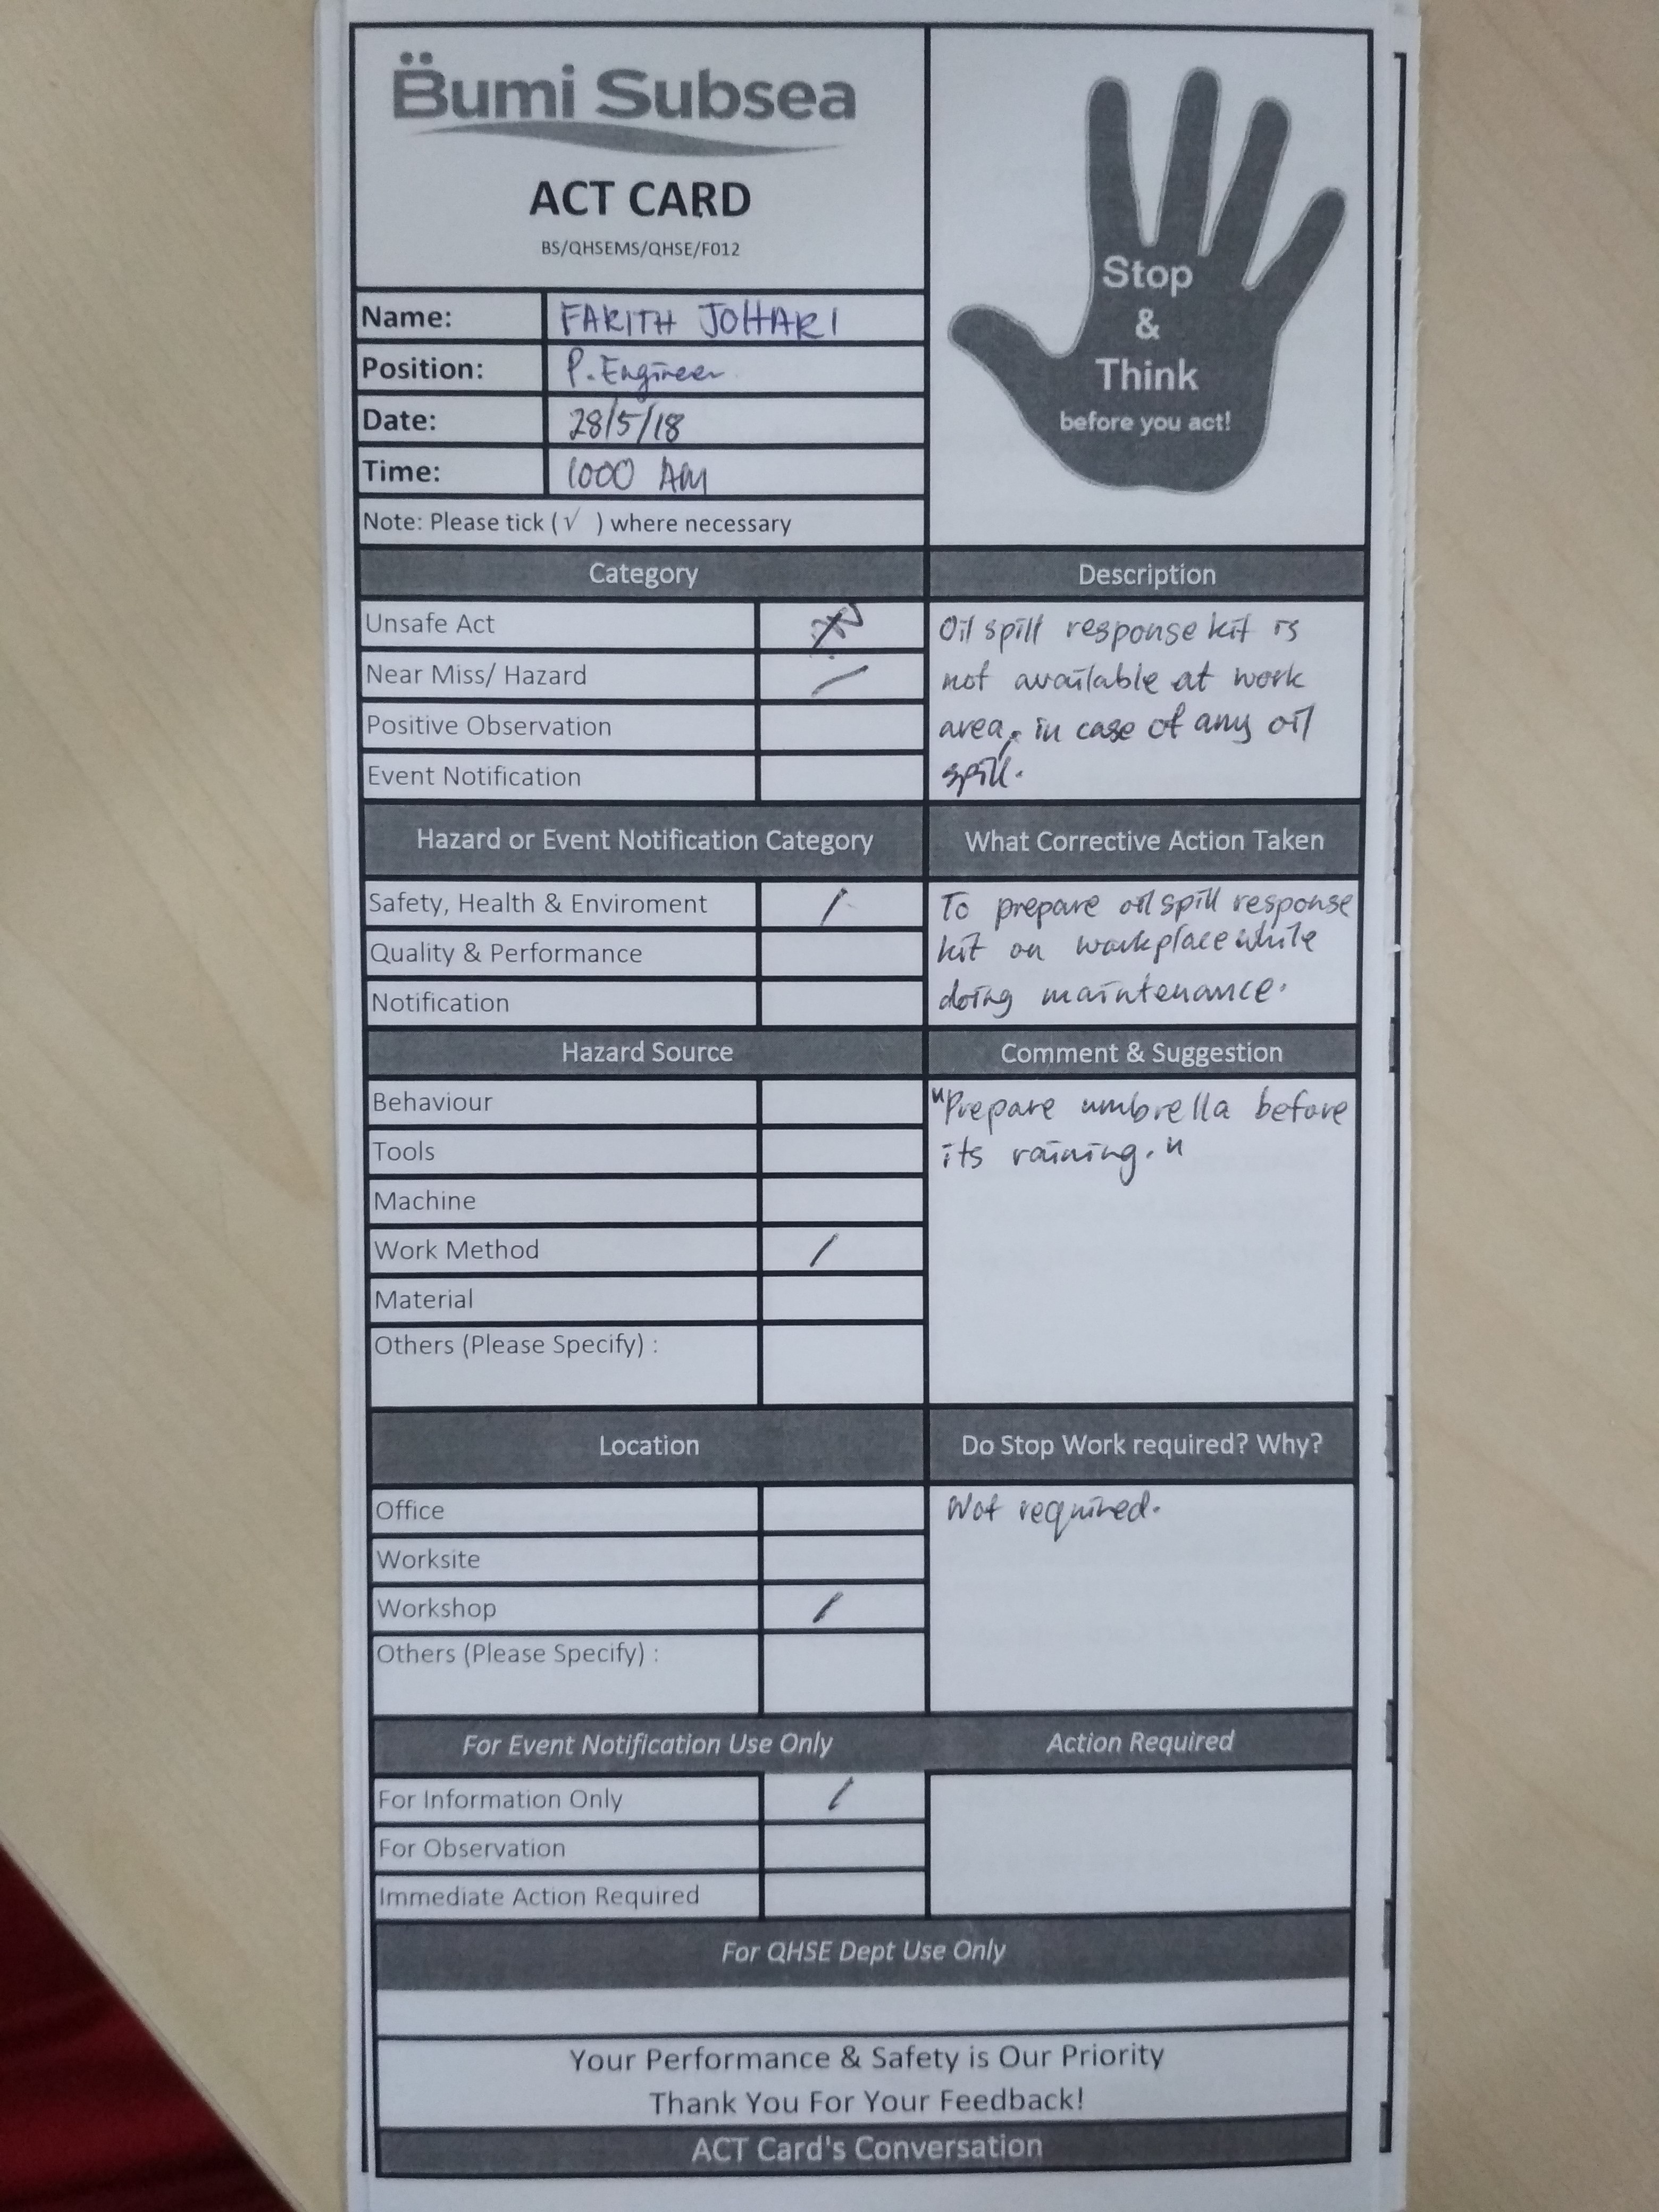 Bumi Subsea
ACT CARD
BS/QHSEMS/QHSE/F012
Stop
&
Think
before you act!
Name: FARITH JOHARI
Position: P. Engineer
Date: 28/5/18
Time: 1000 AM
Note: Please tick (√ ) where necessary
Category
Description
Unsafe Act
Near Miss/ Hazard /
Positive Observation
Event Notification
Oil spill response kit is
not available at work
area, in case of any oil
spill.
Hazard or Event Notification Category
What Corrective Action Taken
Safety, Health & Enviroment /
Quality & Performance
Notification
To prepare oil spill response
kit on workplace while
doing maintenance.
Hazard Source
Comment & Suggestion
Behaviour
Tools
Machine
Work Method /
Material
Others (Please Specify) :
"Prepare umbrella before
its raining."
Location
Do Stop Work required? Why?
Office
Worksite
Workshop /
Others (Please Specify) :
Not required.
For Event Notification Use Only
Action Required
For Information Only /
For Observation
Immediate Action Required
For QHSE Dept Use Only
Your Performance & Safety is Our Priority
Thank You For Your Feedback!
ACT Card's Conversation